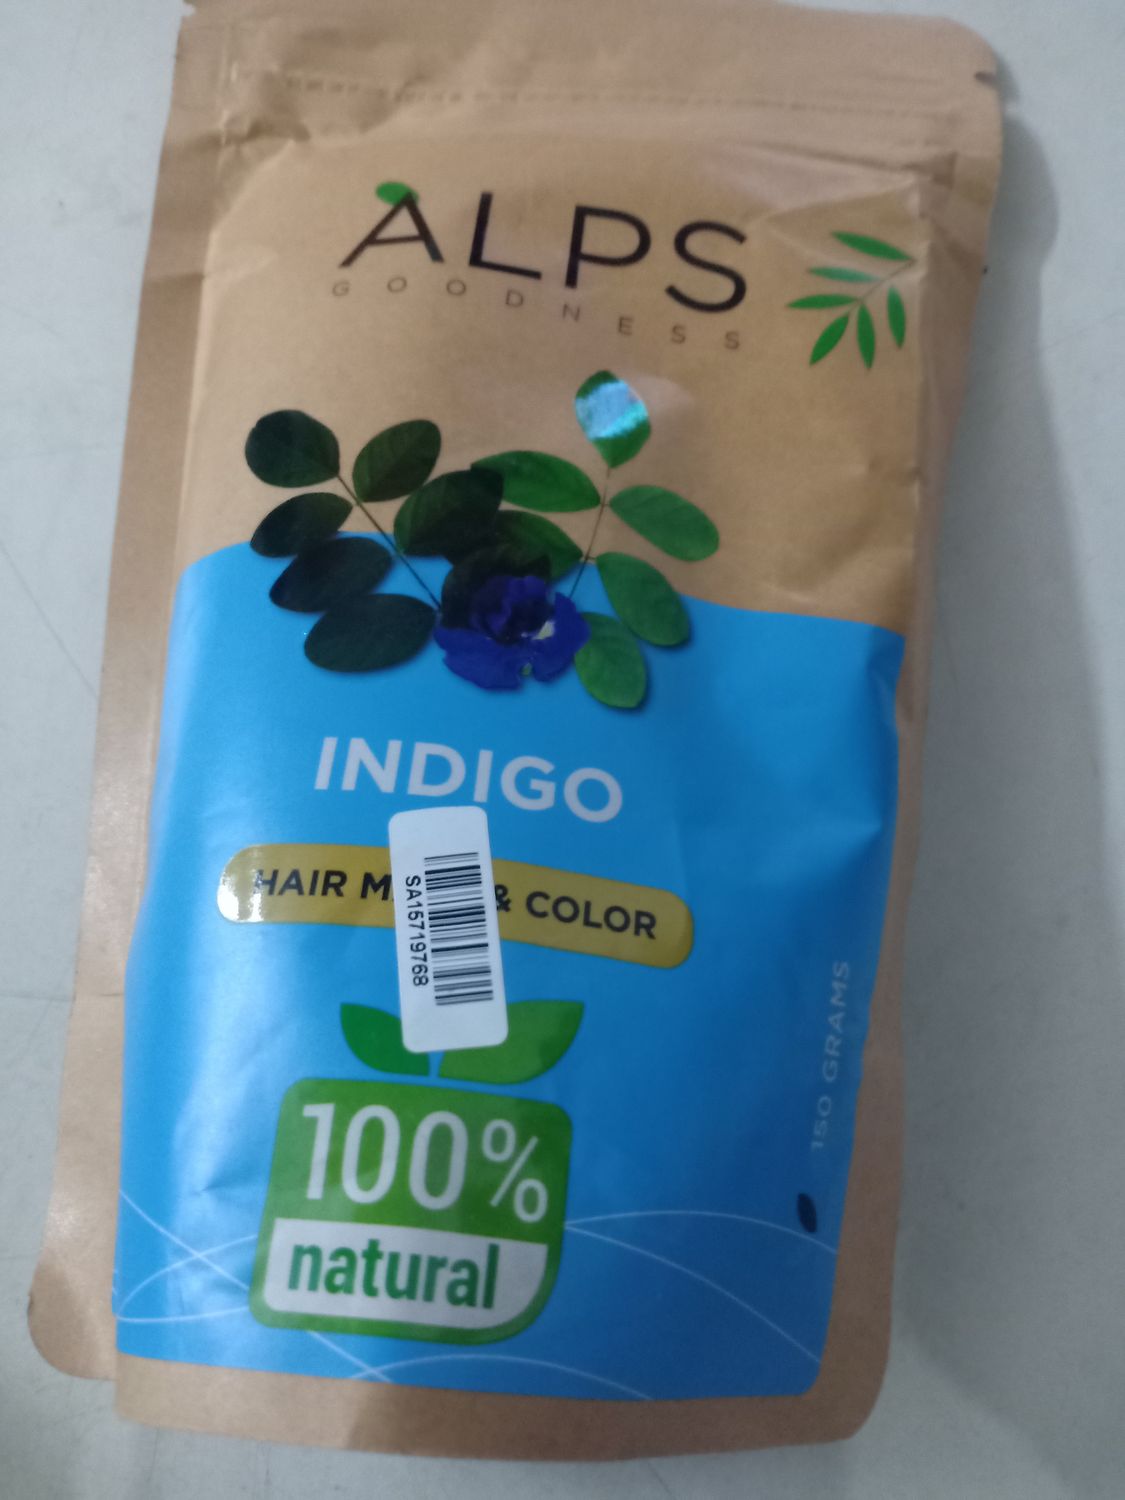 ALPS
GOODNESS
INDIGO
HAIR & COLOR
SA15719768
150 GRAMS
100%
natural